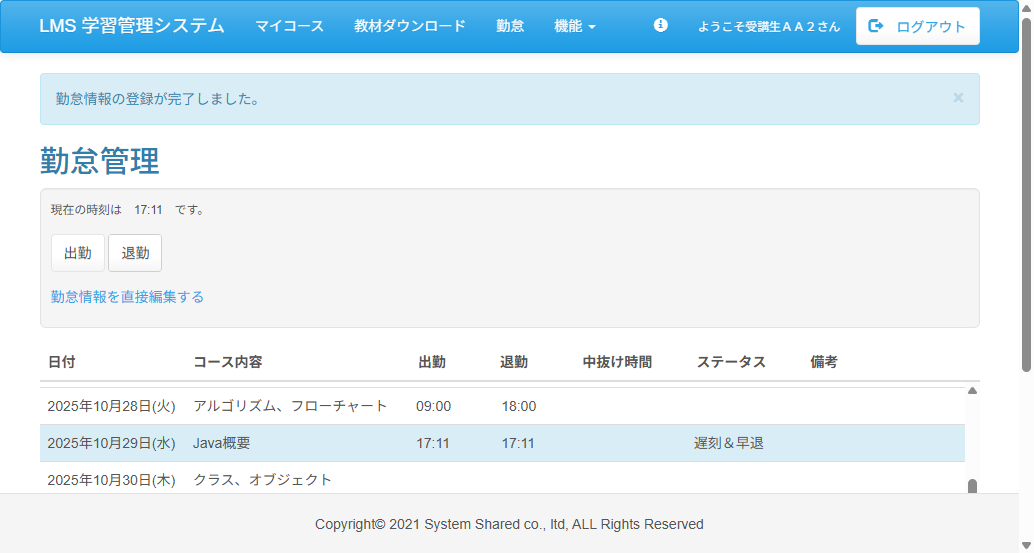 LMS 学習管理システム マイコース 教材ダウンロード 勤怠 機能 ようこそ受講生ＡＡ２さん ログアウト
勤怠情報の登録が完了しました。 ×
勤怠管理
現在の時刻は 17:11 です。
出勤 退勤
勤怠情報を直接編集する
日付 コース内容 出勤 退勤 中抜け時間 ステータス 備考
2025年10月28日(火) アルゴリズム、フローチャート 09:00 18:00
2025年10月29日(水) Java概要 17:11 17:11 遅刻＆早退
2025年10月30日(木) クラス、オブジェクト
Copyright© 2021 System Shared co., ltd, ALL Rights Reserved